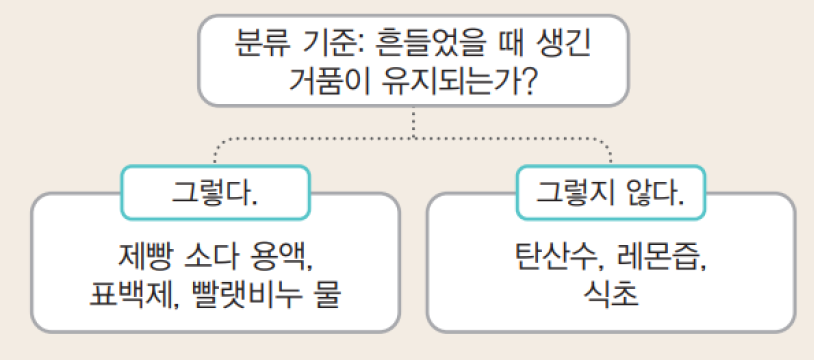 분류 기준: 흔들었을 때 생긴
거품이 유지되는가?
그렇다.
제빵 소다 용액,
표백제, 빨랫비누 물
그렇지 않다.
탄산수, 레몬즙,
식초